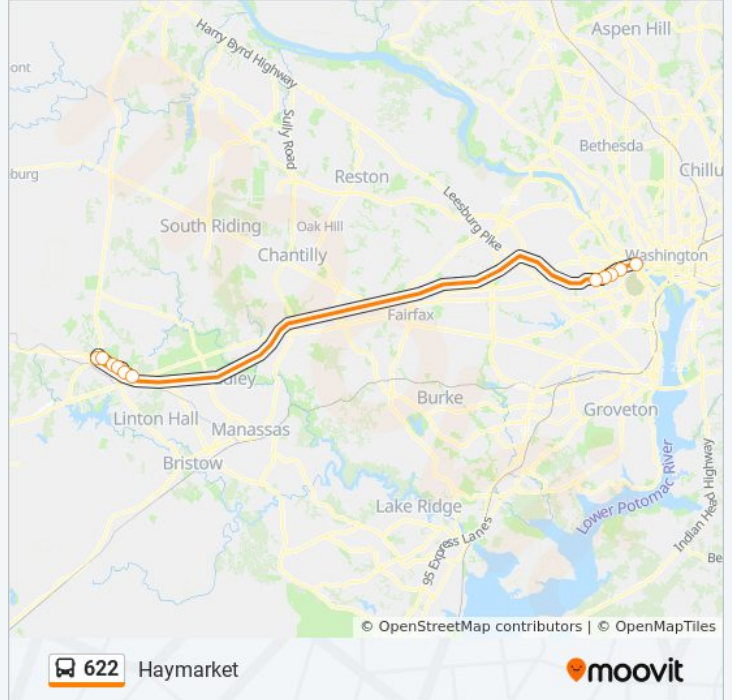 Aspen Hill
Harry Byrd Highway
ont
Sully Road
Bethesda
Chillu
burg
Reston
Leesburg Pike
South Riding
Oak Hill
Chantilly
Washington
Fairfax
udley
Burke
Linton Hall
Groveton
Manassas
Bristow
Lower Potomac River
Indian Head Highway
Lake Ridge
95 Express Lanes
Be
© OpenStreetMap contributors | © OpenMapTiles
622 Haymarket
moovit